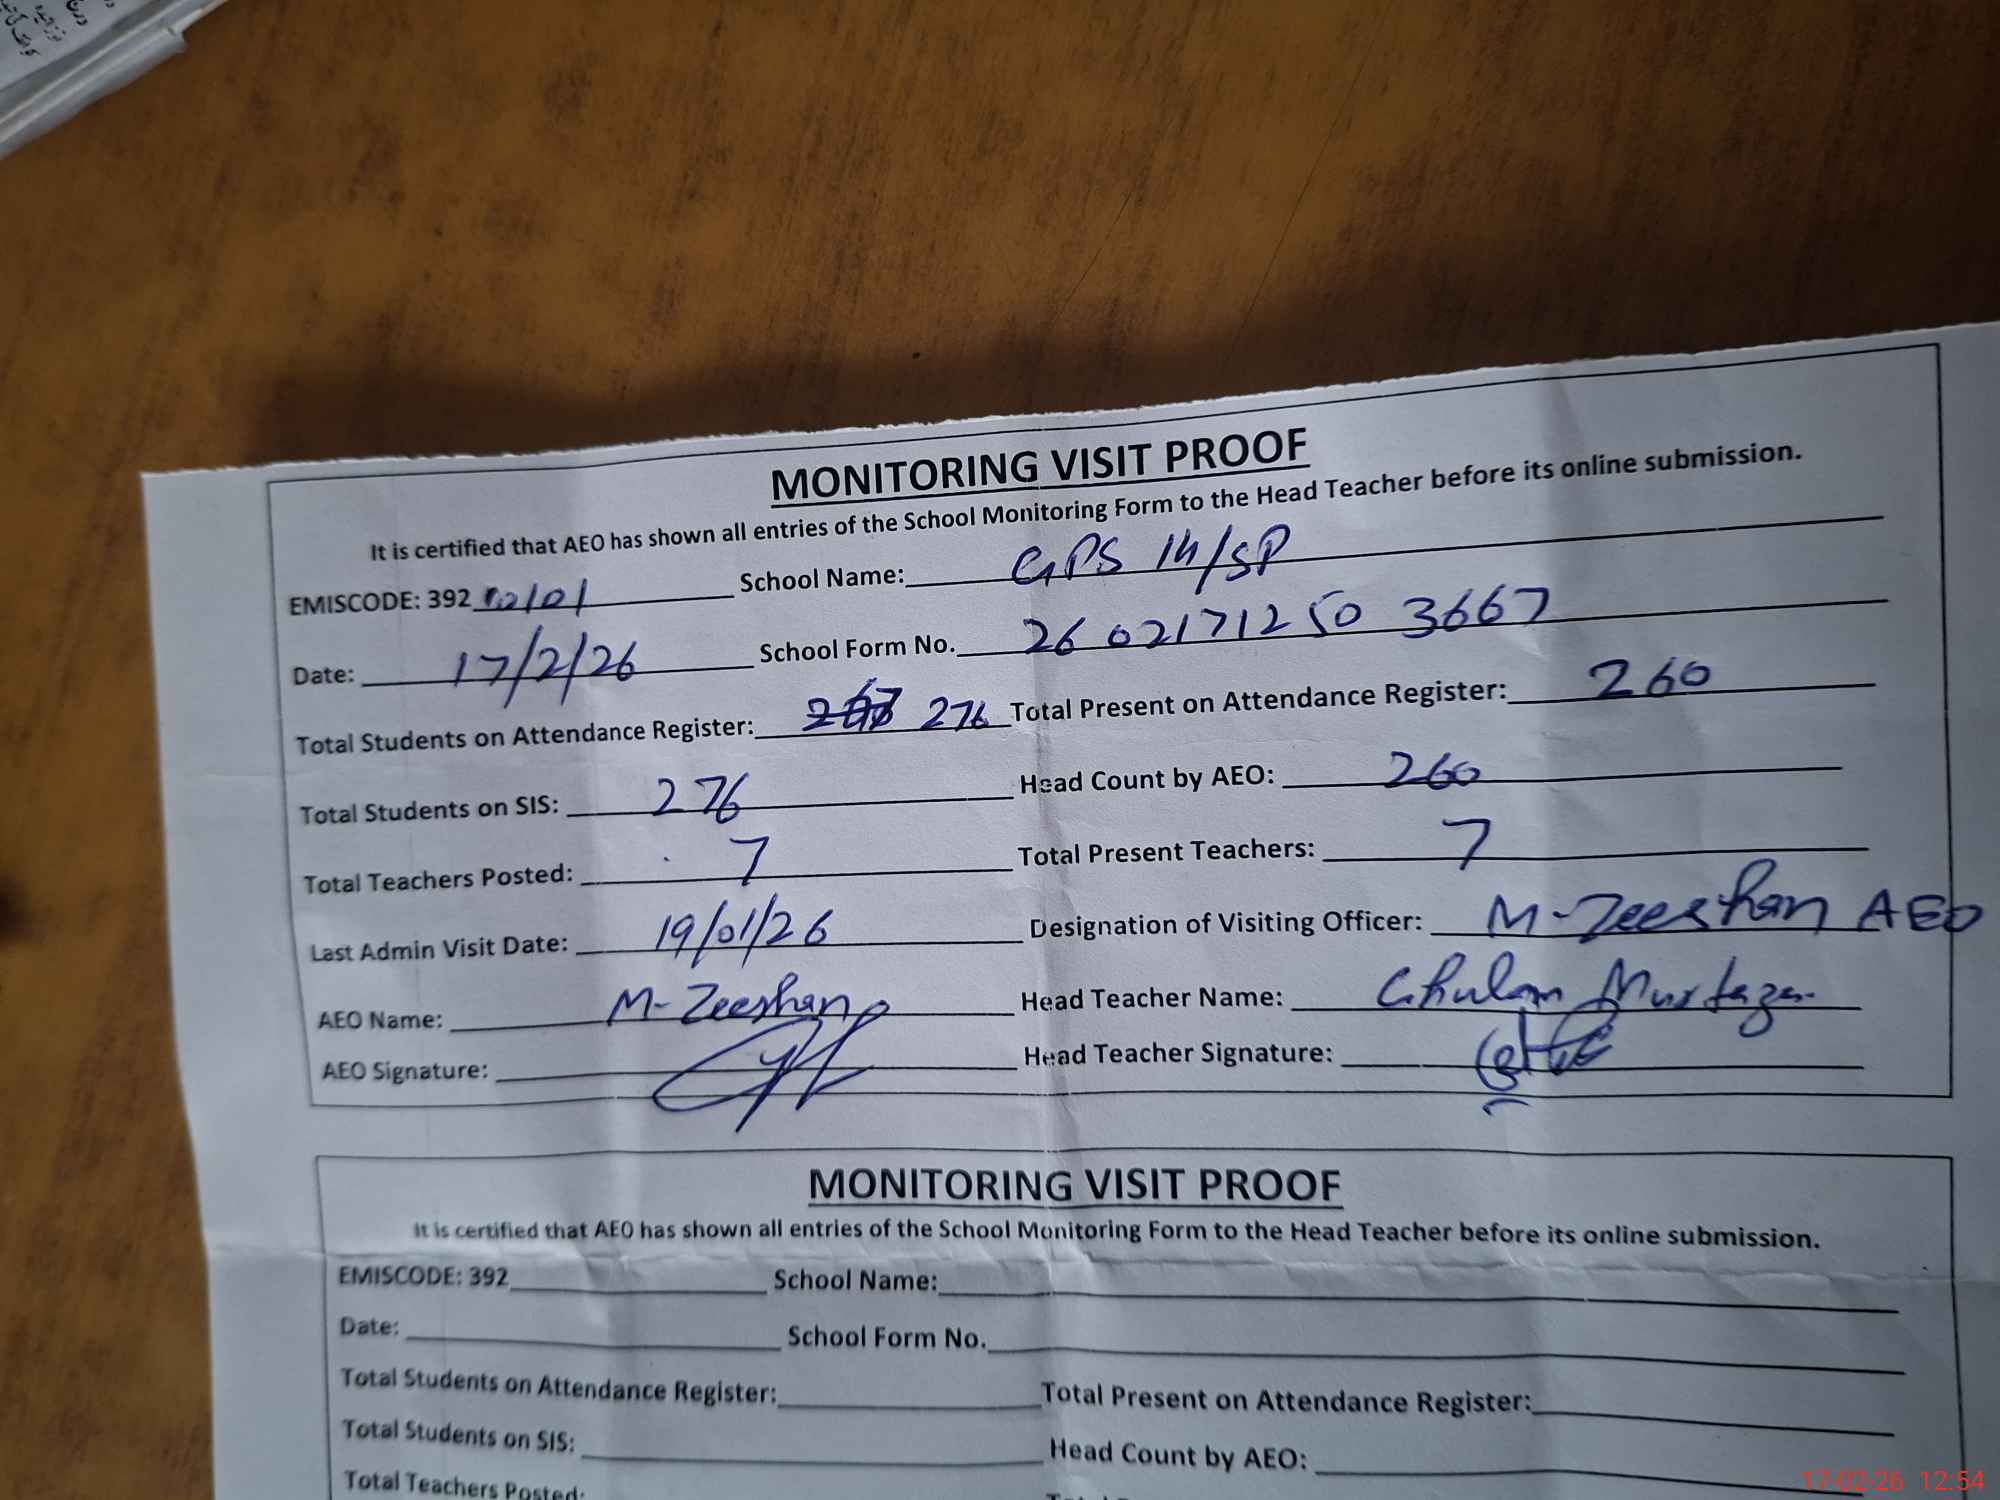 MONITORING VISIT PROOF
It is certified that AEO has shown all entries of the School Monitoring Form to the Head Teacher before its online submission.
EMISCODE: 392 School Name: GPS 14/SP
Date: 17/2/26 School Form No. 26 02171250 3667
Total Students on Attendance Register: 276 Total Present on Attendance Register: 260
Total Students on SIS: 276 Head Count by AEO: 260
Total Teachers Posted: 7 Total Present Teachers: 7
Last Admin Visit Date: 19/01/26 Designation of Visiting Officer: M-Zeeshan AEO
AEO Name: M-Zeeshan Head Teacher Name: Ghulam Murtaza
AEO Signature: Head Teacher Signature:
MONITORING VISIT PROOF
It is certified that AEO has shown all entries of the School Monitoring Form to the Head Teacher before its online submission.
EMISCODE: 392 School Name:
Date: School Form No.
Total Students on Attendance Register: Total Present on Attendance Register:
Total Students on SIS: Head Count by AEO:
Total Teachers Posted:
17-02-26 12:54